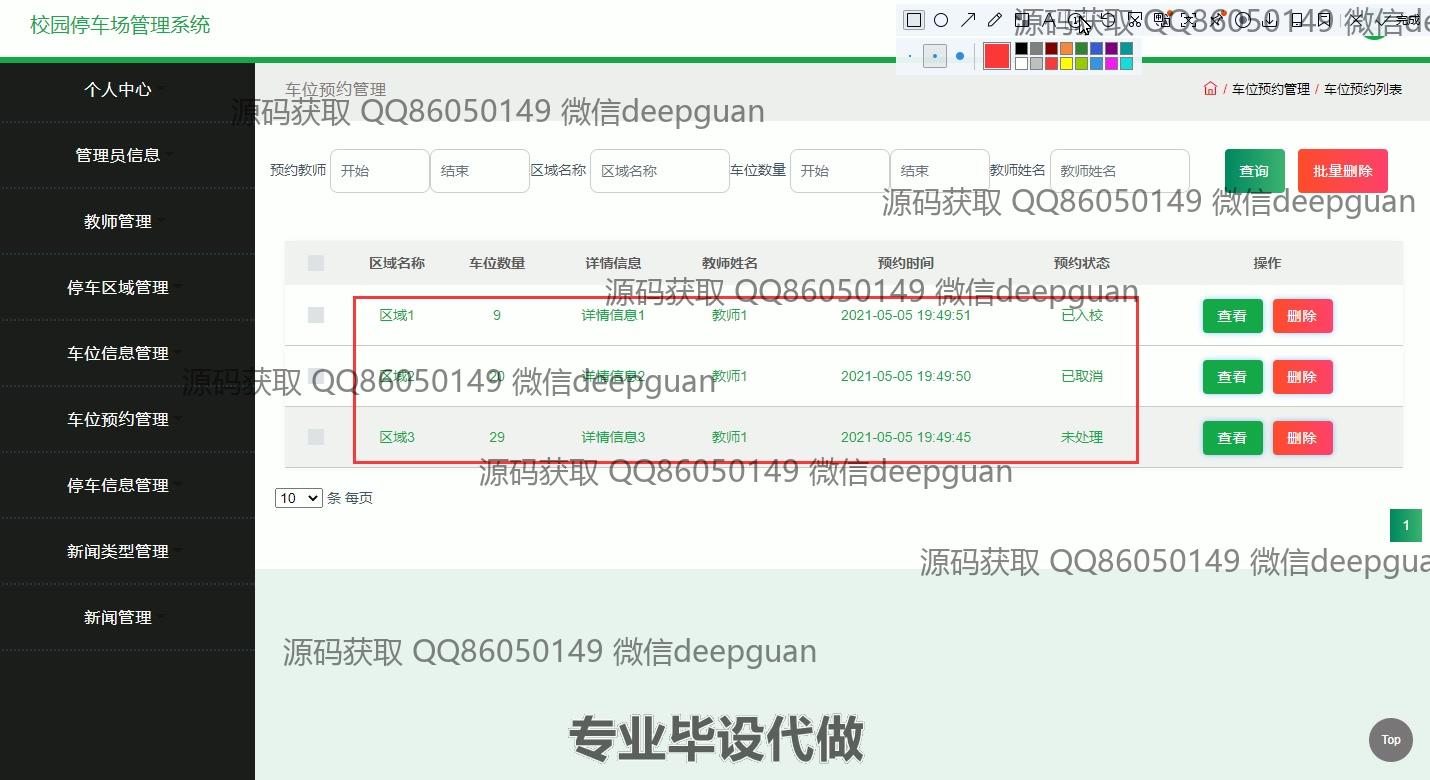 校园停车场管理系统
完成
源码获取 QQ86050149 微信de
个人中心
管理员信息
教师管理
停车区域管理
车位信息管理
车位预约管理
停车信息管理
新闻类型管理
新闻管理
车位预约管理
/ 车位预约管理 / 车位预约列表
源码获取 QQ86050149 微信deepguan
预约教师 开始 结束 区域名称 区域名称 车位数量 开始 结束 教师姓名 教师姓名 查询 批量删除
源码获取 QQ86050149 微信deepguan
区域名称 车位数量 详情信息 教师姓名 预约时间 预约状态 操作
源码获取 QQ86050149 微信deepguan
区域1 9 详情信息1 教师1 2021-05-05 19:49:51 已入校 查看 删除
区域2 20 详情信息2 教师1 2021-05-05 19:49:50 已取消 查看 删除
源码获取 QQ86050149 微信deepguan
区域3 29 详情信息3 教师1 2021-05-05 19:49:45 未处理 查看 删除
源码获取 QQ86050149 微信deepguan
10 条 每页
1
源码获取 QQ86050149 微信deepgua
源码获取 QQ86050149 微信deepguan
专业毕设代做
Top